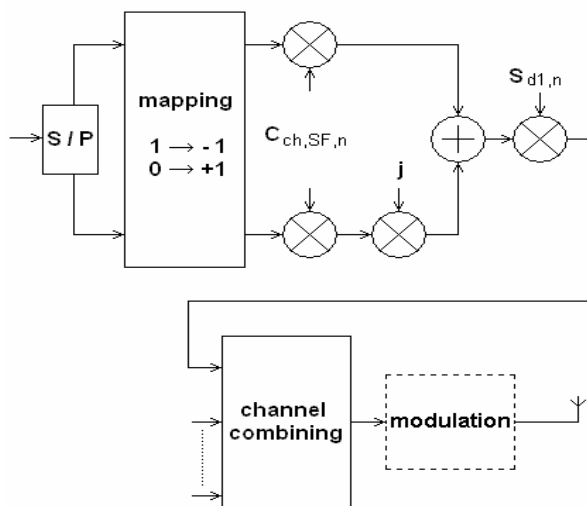 S / P
mapping
1 → -1
0 → +1
C ch,SF,n
j
S d1,n
channel
combining
modulation